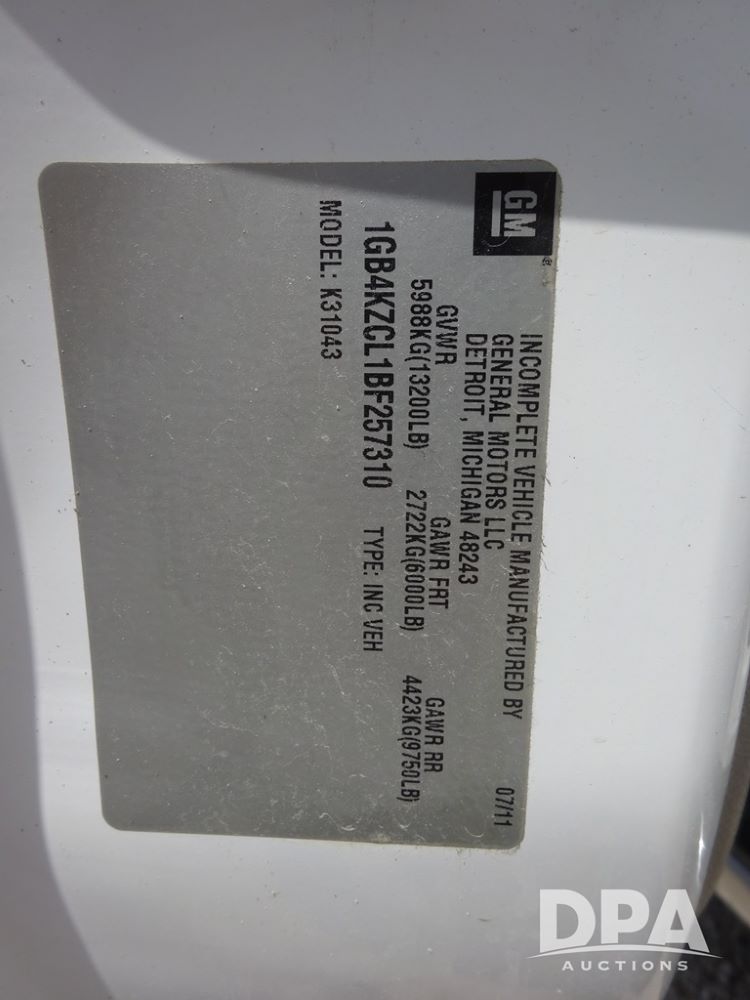 GM
INCOMPLETE VEHICLE MANUFACTURED BY
GENERAL MOTORS LLC
DETROIT, MICHIGAN 48243 07/11
GVWR GAWR FRT GAWR RR
5988KG(13200LB) 2722KG(6000LB) 4423KG(9750LB)
1GB4KZCL1BF257310 TYPE: INC VEH
MODEL: K31043
DPA
AUCTIONS